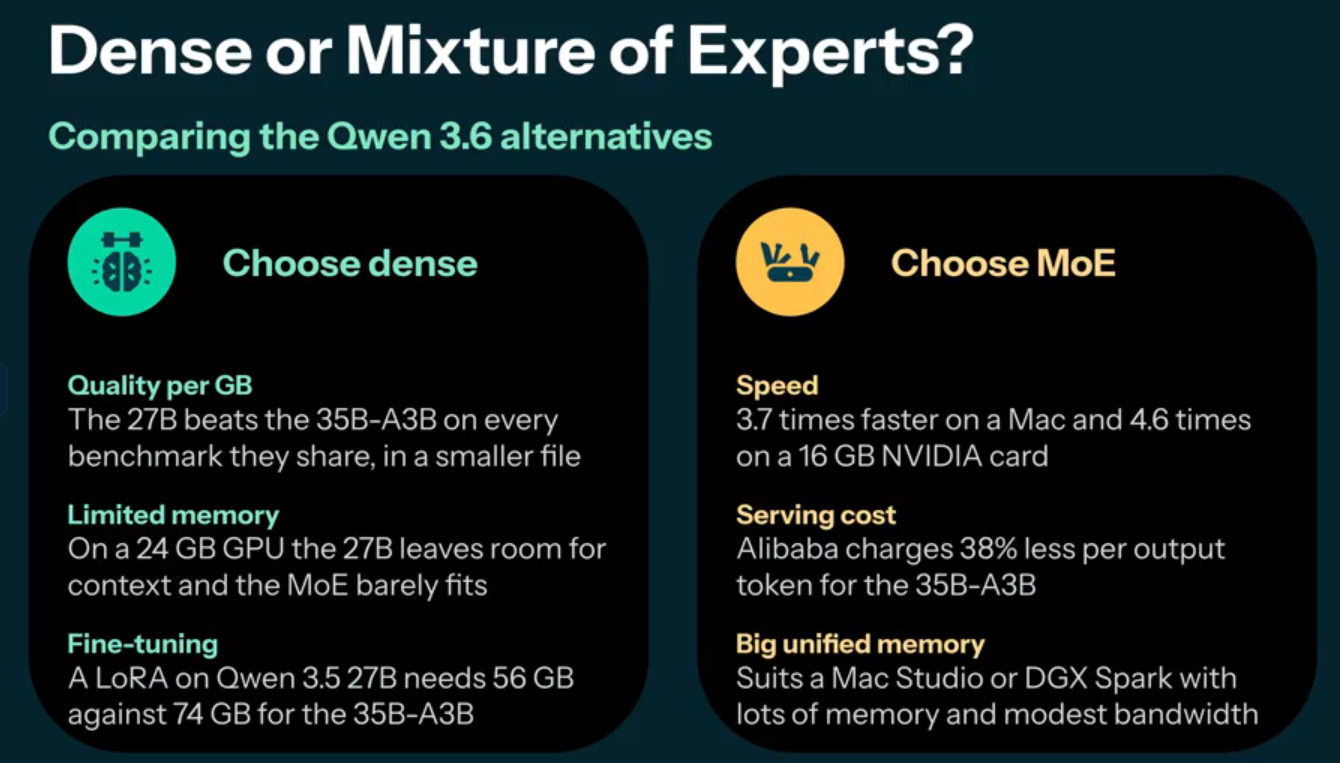 Dense or Mixture of Experts?
Comparing the Qwen 3.6 alternatives
Choose dense
Quality per GB
The 27B beats the 35B-A3B on every
benchmark they share, in a smaller file
Limited memory
On a 24 GB GPU the 27B leaves room for
context and the MoE barely fits
Fine-tuning
A LoRA on Qwen 3.5 27B needs 56 GB
against 74 GB for the 35B-A3B
Choose MoE
Speed
3.7 times faster on a Mac and 4.6 times
on a 16 GB NVIDIA card
Serving cost
Alibaba charges 38% less per output
token for the 35B-A3B
Big unified memory
Suits a Mac Studio or DGX Spark with
lots of memory and modest bandwidth